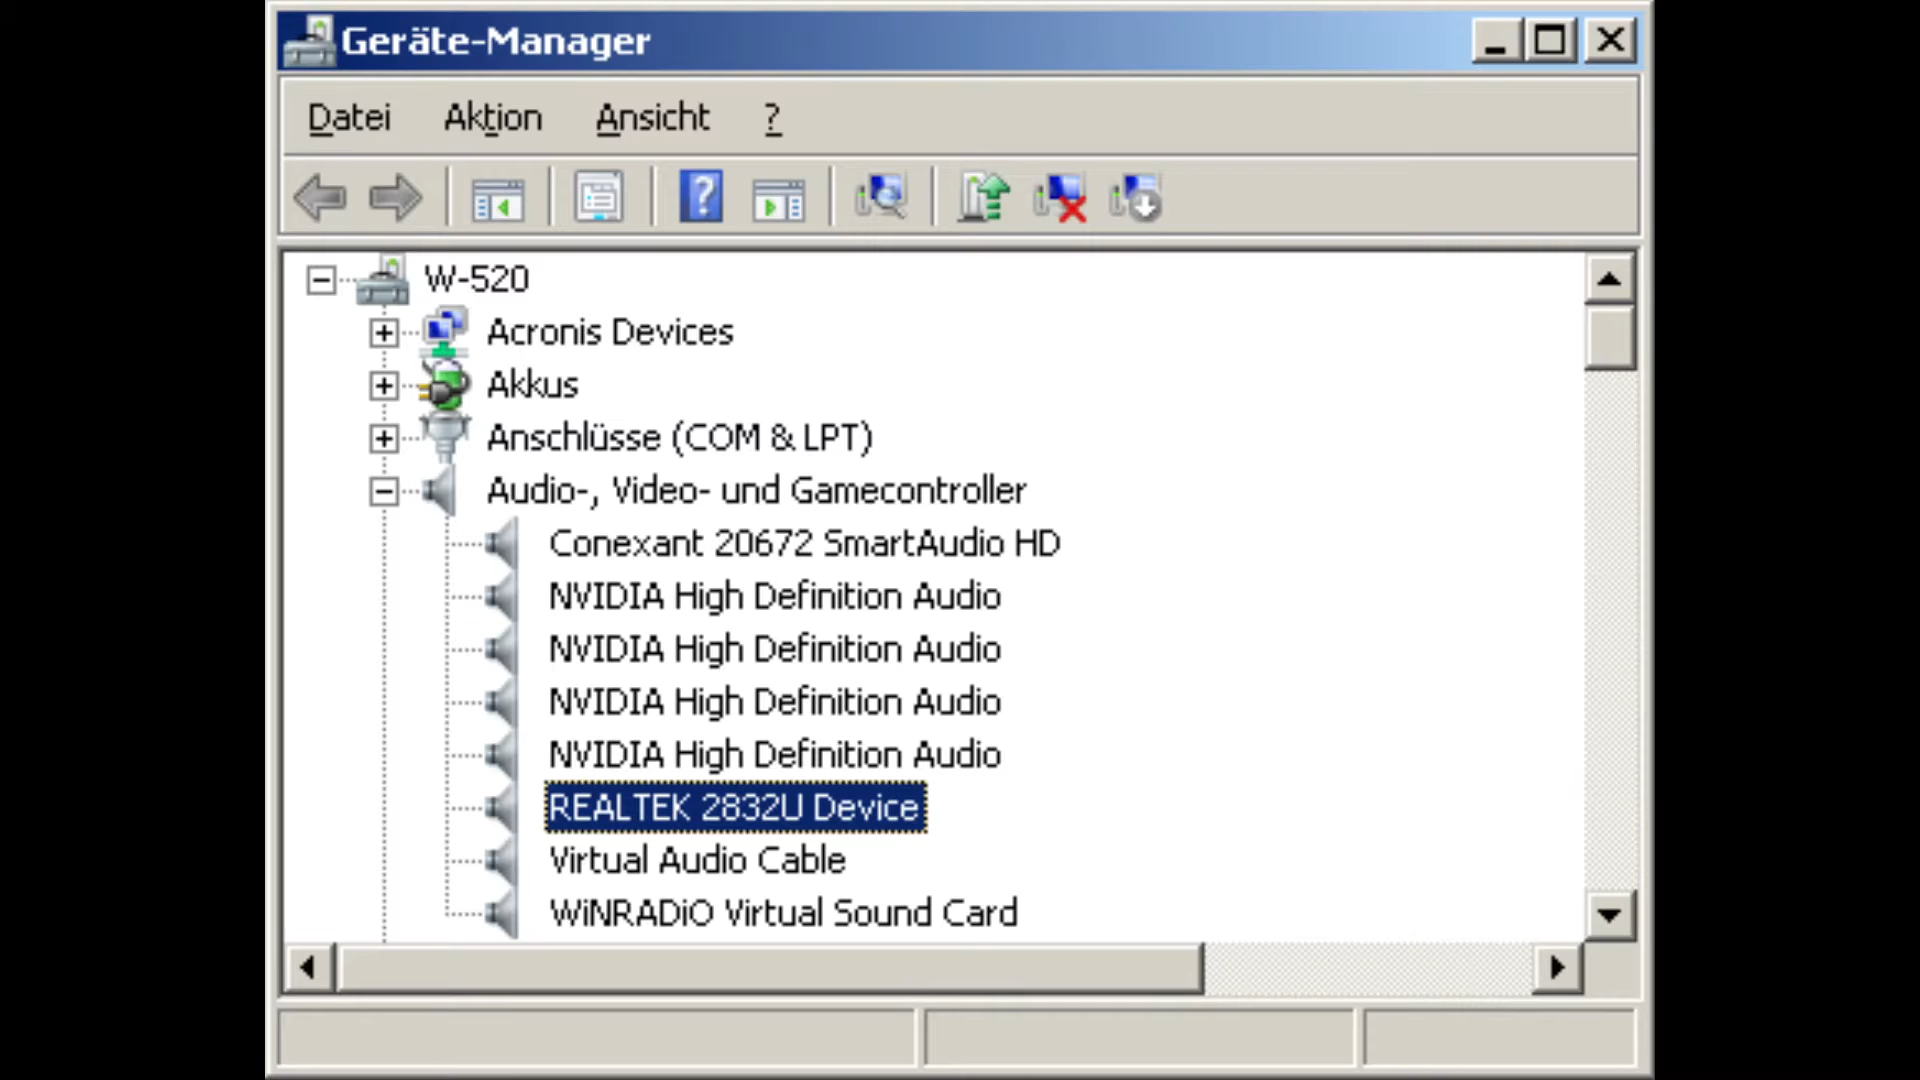 Geräte-Manager
Datei Aktion Ansicht ?
W-520
Acronis Devices
Akkus
Anschlüsse (COM & LPT)
Audio-, Video- und Gamecontroller
Conexant 20672 SmartAudio HD
NVIDIA High Definition Audio
NVIDIA High Definition Audio
NVIDIA High Definition Audio
NVIDIA High Definition Audio
REALTEK 2832U Device
Virtual Audio Cable
WiNRADiO Virtual Sound Card